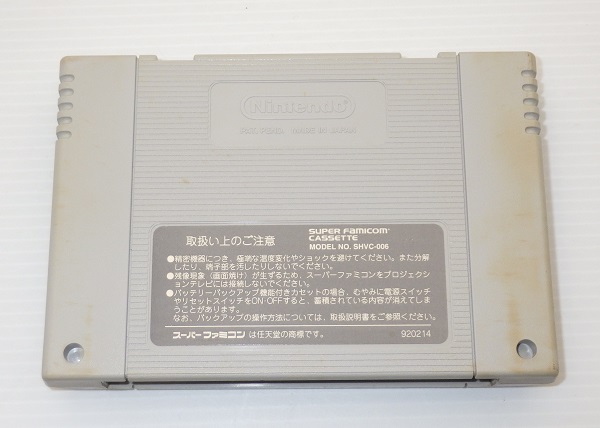 Nintendo
MADE IN JAPAN
取扱い上のご注意
SUPER FAMICOM
CASSETTE
MODEL NO. SHVC-006
●精密機器につき、極端な温度変化やショックを避けてください。また分解
したり、端子部を汚したりしないでください。
●残像現象（画面焼け）が生ずるため、スーパーファミコンをプロジェクシ
ョンテレビには接続しないでください。
●バッテリーバックアップ機能付きカセットの場合、むやみに電源スイッチ
やリセットスイッチをON OFFすると、蓄積されている内容が消えてしま
うことがあります。
なお、バックアップの操作方法については、取扱説明書をご参照ください。
スーパーファミコンは任天堂の商標です。
920214